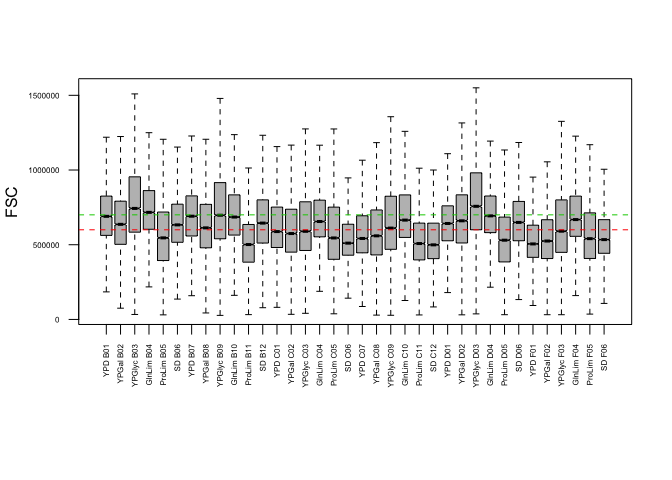 FSC
1500000
1000000
500000
0
YPD B01
YPGal B02
YPGlyc B03
GlnLim B04
ProLim B05
SD B06
YPD B07
YPGal B08
YPGlyc B09
GlnLim B10
ProLim B11
SD B12
YPD C01
YPGal C02
YPGlyc C03
GlnLim C04
ProLim C05
SD C06
YPD C07
YPGal C08
YPGlyc C09
GlnLim C10
ProLim C11
SD C12
YPD D01
YPGal D02
YPGlyc D03
GlnLim D04
ProLim D05
SD D06
YPD F01
YPGal F02
YPGlyc F03
GlnLim F04
ProLim F05
SD F06